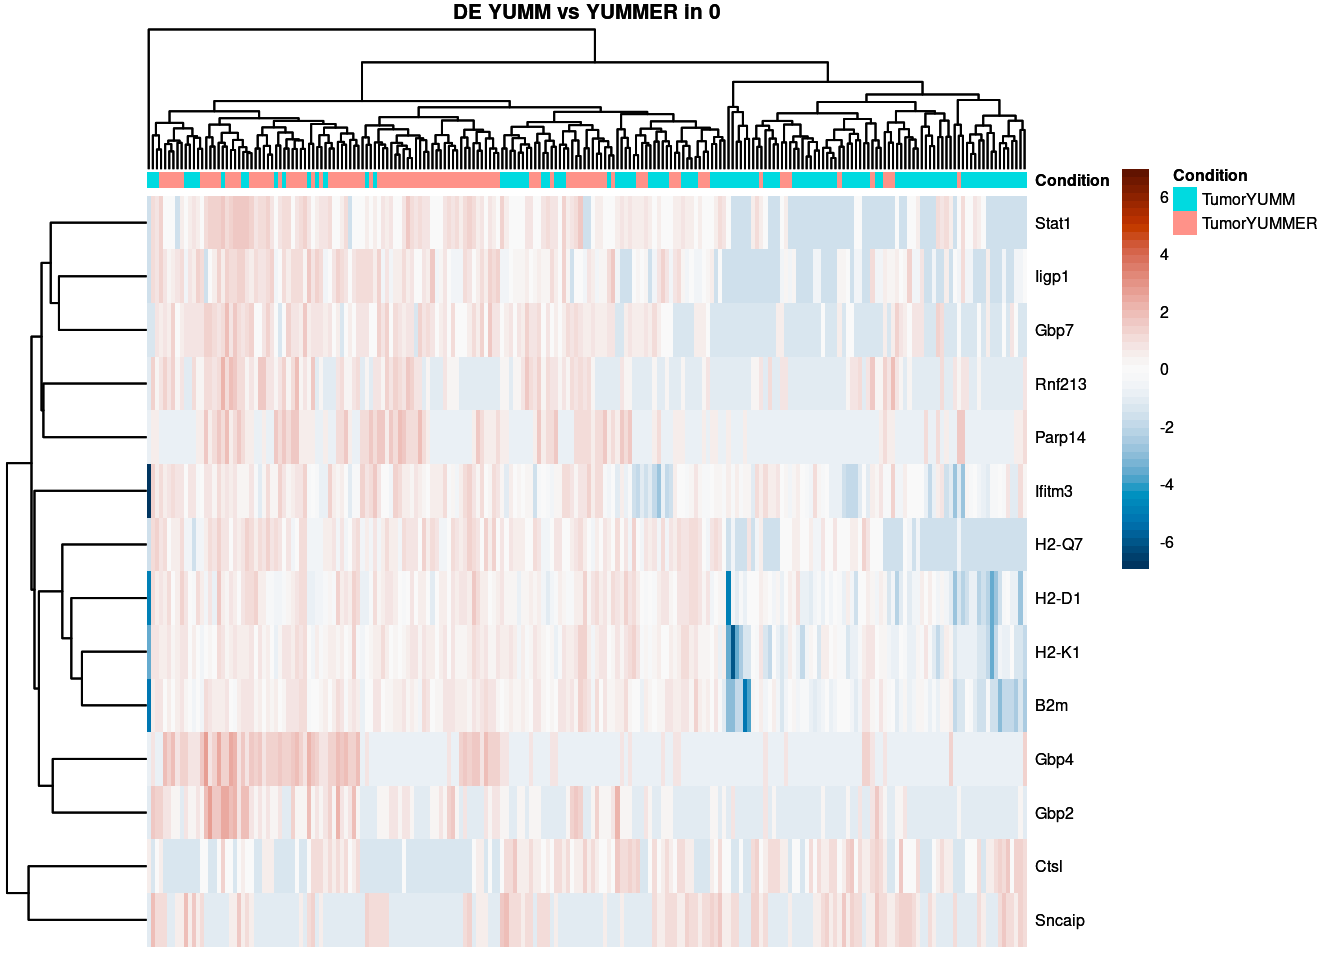 DE YUMM vs YUMMER in 0
Condition
Stat1
Iigp1
Gbp7
Rnf213
Parp14
Ifitm3
H2-Q7
H2-D1
H2-K1
B2m
Gbp4
Gbp2
Ctsl
Sncaip
6
4
2
0
-2
-4
-6
Condition
TumorYUMM
TumorYUMMER